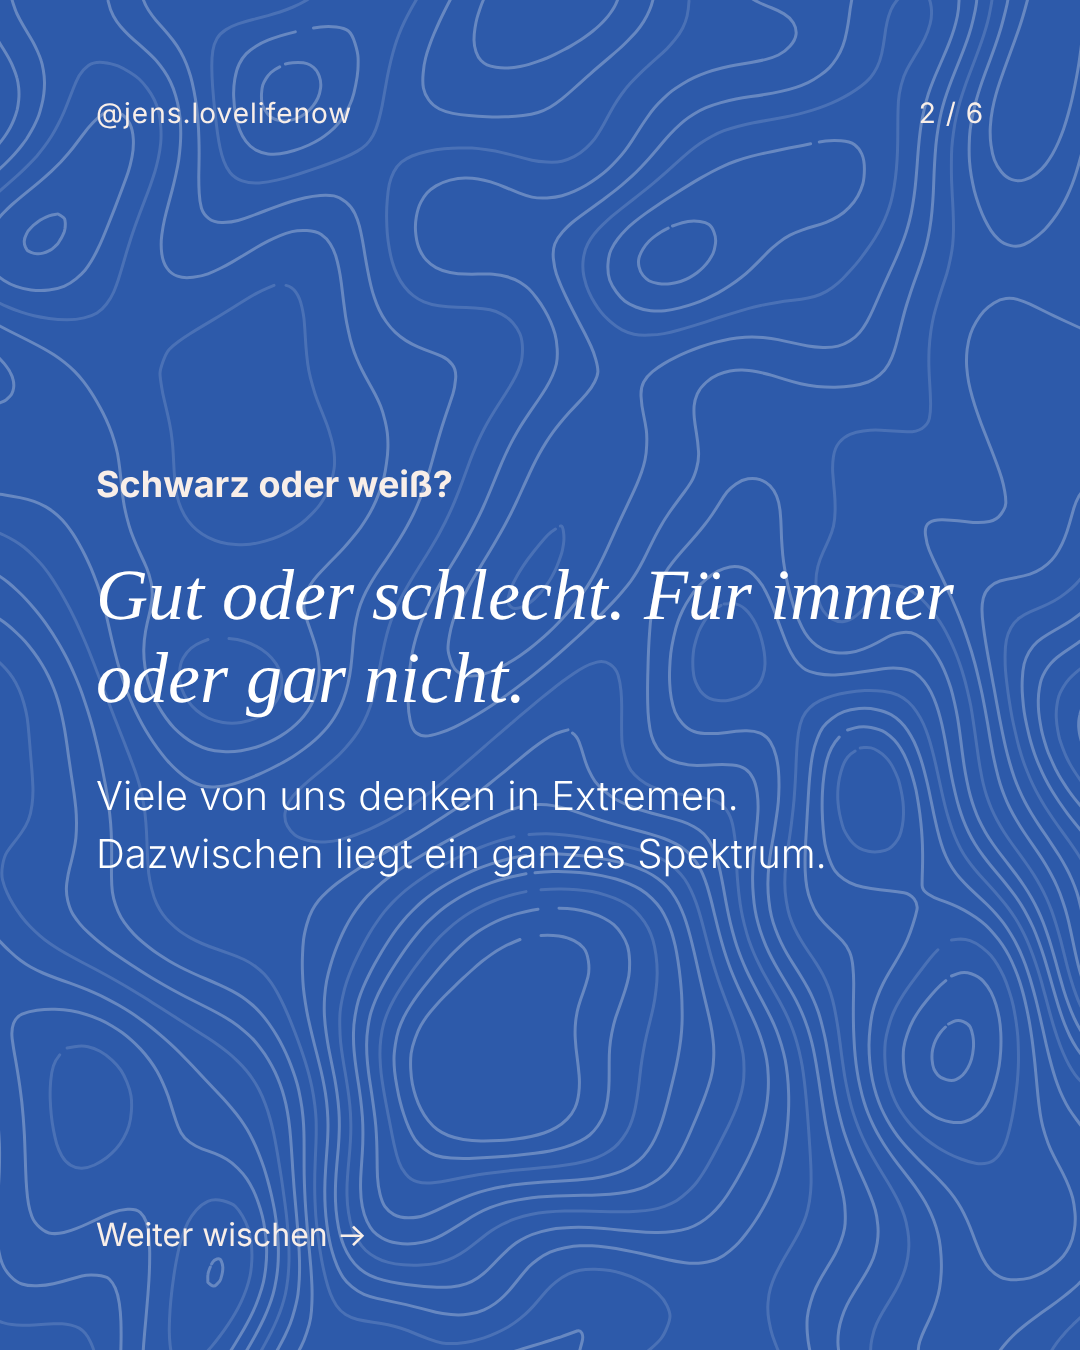 @jens.lovelifenow
2 / 6
Schwarz oder weiß?
Gut oder schlecht. Für immer
oder gar nicht.
Viele von uns denken in Extremen.
Dazwischen liegt ein ganzes Spektrum.
Weiter wischen →